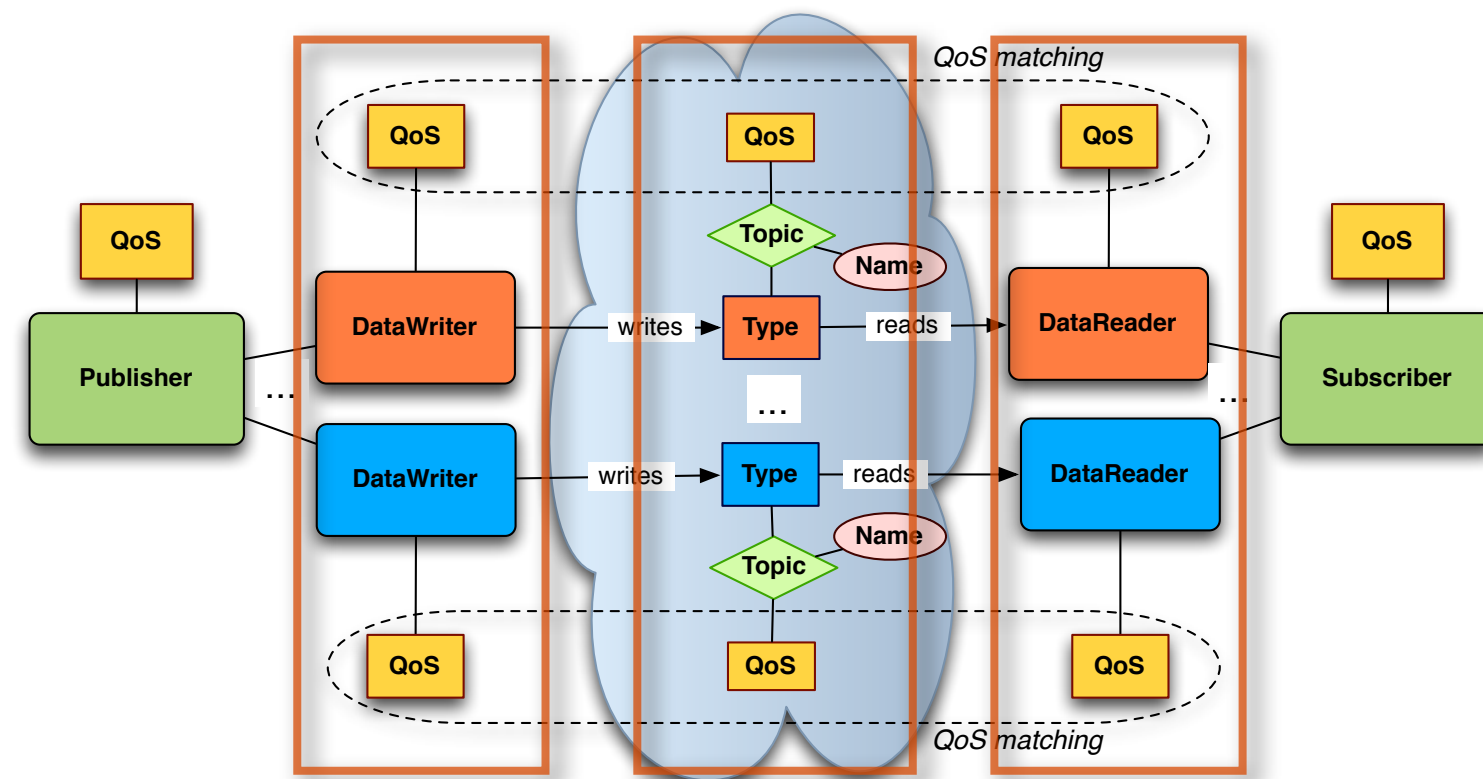 QoS matching
QoS
QoS
QoS
QoS
QoS
Topic
Name
DataWriter
writes
Type
reads
DataReader
Publisher
...
...
...
Subscriber
DataWriter
writes
Type
reads
DataReader
Name
Topic
QoS
QoS
QoS
QoS matching